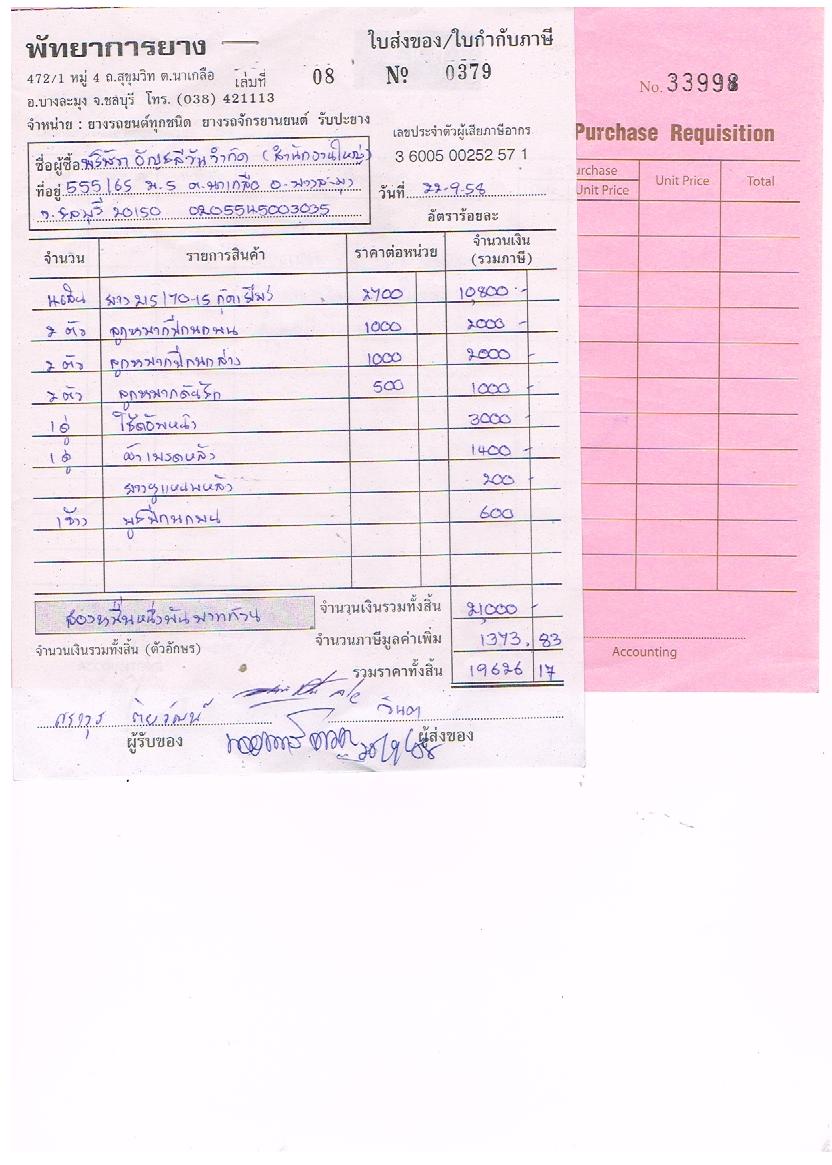 พัทยาการยาง
ใบส่งของ/ใบกำกับภาษี
472/1 หมู่ 4 ถ.สุขุมวิท ต.นาเกลือ เล่มที่ 08 Nº 0379
อ.บางละมุง จ.ชลบุรี โทร. (038) 421113
จำหน่าย : ยางรถยนต์ทุกชนิด ยางรถจักรยานยนต์ รับปะยาง
เลขประจำตัวผู้เสียภาษีอากร
3 6005 00252 57 1
ชื่อผู้ซื้อ บริษัท อัญมณีวัน จำกัด (สำนักงานใหญ่)
ที่อยู่ 555/65 ม.5 ต.นาเกลือ อ.บางละมุง
จ.ชลบุรี 20150 0205545003035
วันที่ 22-9-58
อัตราร้อยละ
จำนวน รายการสินค้า ราคาต่อหน่วย จำนวนเงิน (รวมภาษี)
4 เส้น ยาง 215/70-15 กู๊ดเยียร์ 2700 10,800 -
2 ตัว ลูกหมากปีกนกบน 1000 2000 -
2 ตัว ลูกหมากปีกนกล่าง 1000 2000 -
2 ตัว ลูกหมากคันชัก 500 1000 -
1 คู่ โช๊คอัพหน้า 3000 -
1 คู่ ผ้าเบรคหลัง 1400 -
ยางหูแหนบหลัง 200 -
1 ข้าง บูชปีกนกบน 600
สองหมื่นหนึ่งพันบาทถ้วน จำนวนเงินรวมทั้งสิ้น 21,000 -
จำนวนเงินรวมทั้งสิ้น (ตัวอักษร) จำนวนภาษีมูลค่าเพิ่ม 1373.83
รวมราคาทั้งสิ้น 19626 17
ผู้รับของ ผู้ส่งของ
No. 33998
Purchase Requisition
urchase
Unit Price Unit Price Total
Accounting